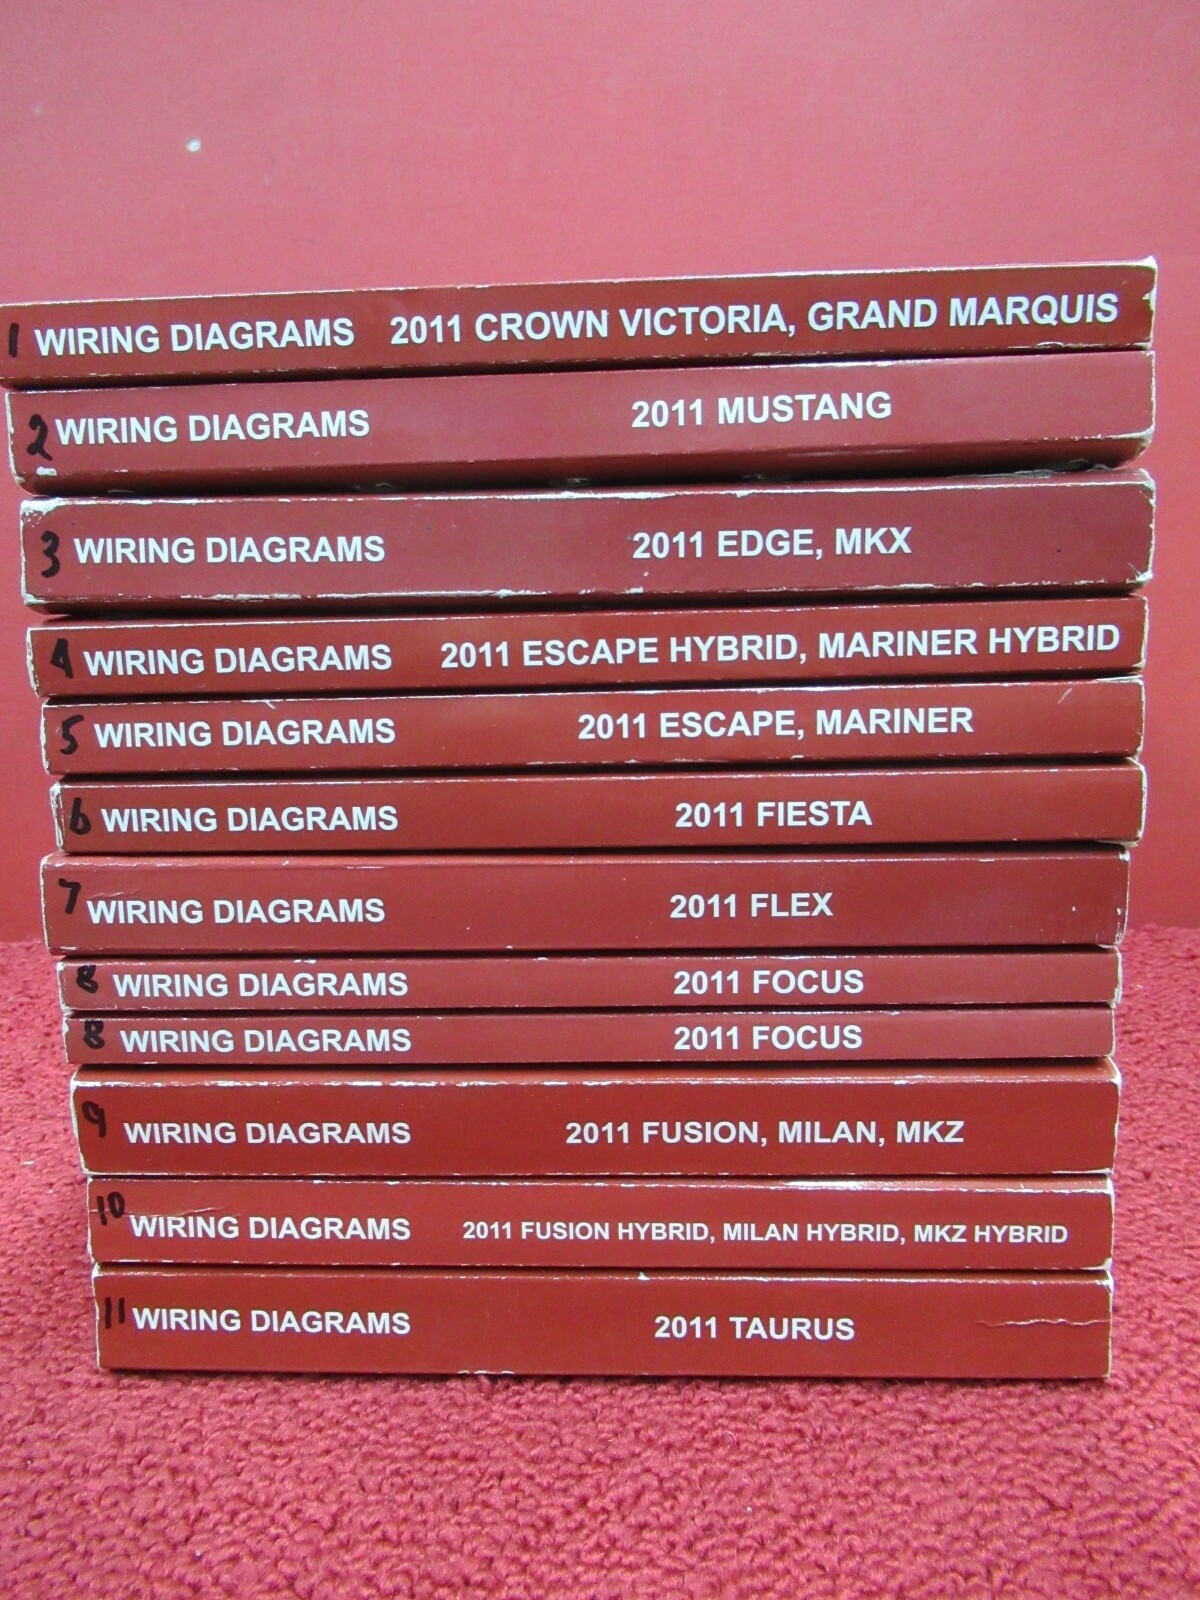 1 WIRING DIAGRAMS 2011 CROWN VICTORIA, GRAND MARQUIS
2 WIRING DIAGRAMS 2011 MUSTANG
3 WIRING DIAGRAMS 2011 EDGE, MKX
4 WIRING DIAGRAMS 2011 ESCAPE HYBRID, MARINER HYBRID
5 WIRING DIAGRAMS 2011 ESCAPE, MARINER
6 WIRING DIAGRAMS 2011 FIESTA
7 WIRING DIAGRAMS 2011 FLEX
8 WIRING DIAGRAMS 2011 FOCUS
8 WIRING DIAGRAMS 2011 FOCUS
9 WIRING DIAGRAMS 2011 FUSION, MILAN, MKZ
10 WIRING DIAGRAMS 2011 FUSION HYBRID, MILAN HYBRID, MKZ HYBRID
11 WIRING DIAGRAMS 2011 TAURUS